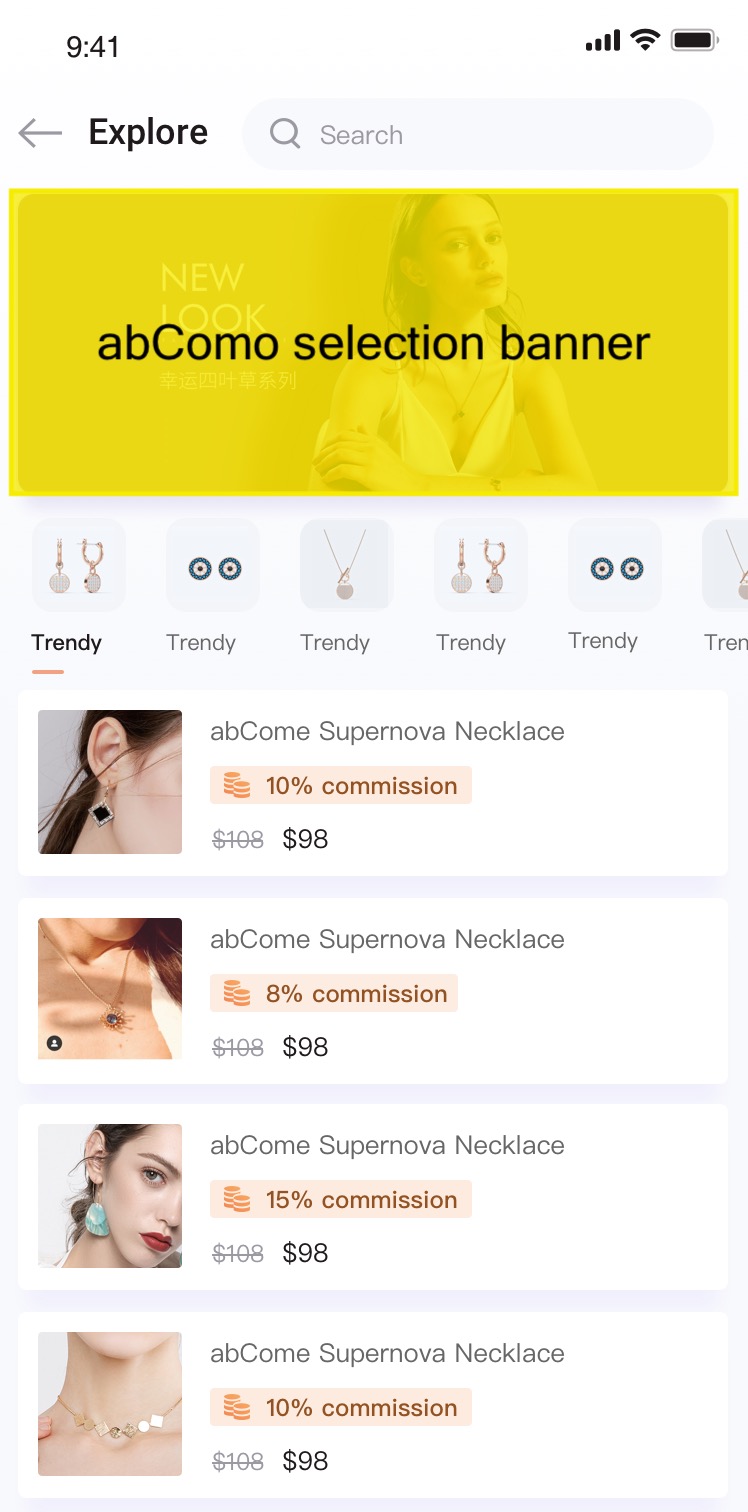 9:41
Explore
Search
NEW
LOOK
abComo selection banner
幸运四叶草系列
Trendy Trendy Trendy Trendy Trendy Tren
abCome Supernova Necklace
10% commission
$108 $98
abCome Supernova Necklace
8% commission
$108 $98
abCome Supernova Necklace
15% commission
$108 $98
abCome Supernova Necklace
10% commission
$108 $98